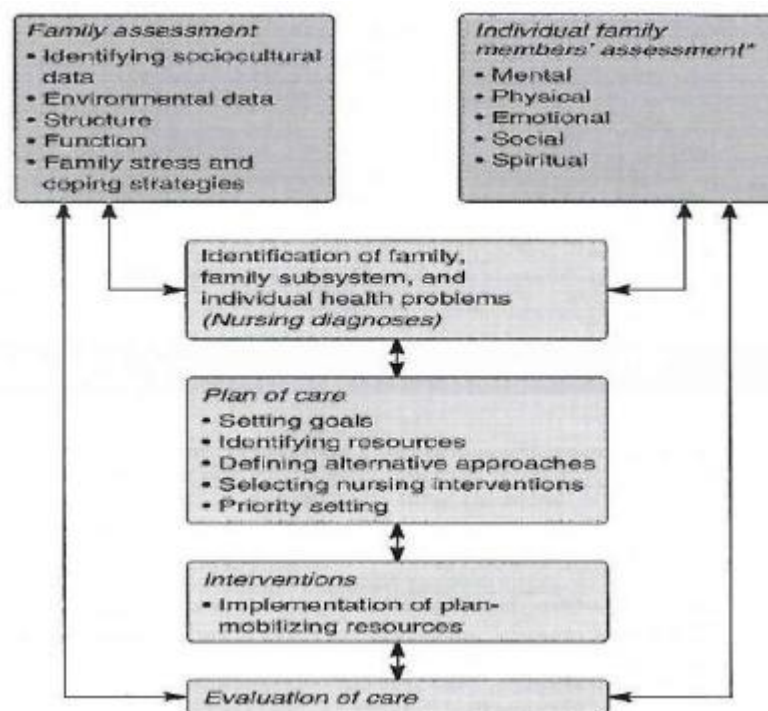 Family assessment
• Identifying sociocultural
data
• Environmental data
• Structure
• Function
• Family stress and
coping strategies
Individual family
members' assessment*
• Mental
• Physical
• Emotional
• Social
• Spiritual
Identification of family,
family subsystem, and
individual health problems
(Nursing diagnoses)
Plan of care
• Setting goals
• Identifying resources
• Defining alternative approaches
• Selecting nursing interventions
• Priority setting
Interventions
• Implementation of plan-
mobilizing resources
Evaluation of care